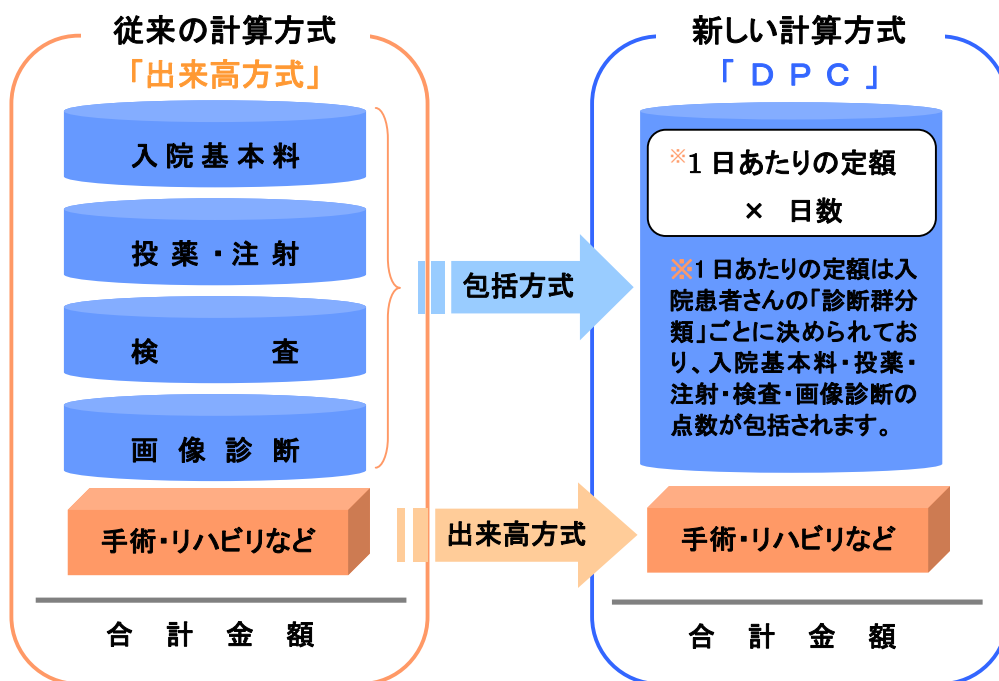 従来の計算方式
「出来高方式」
入院基本料
投薬・注射
検査
画像診断
手術・リハビリなど
合計金額
包括方式
出来高方式
新しい計算方式
「ＤＰＣ」
※1日あたりの定額
× 日数
※1日あたりの定額は入
院患者さんの「診断群分
類」ごとに決められてお
り、入院基本料・投薬・
注射・検査・画像診断の
点数が包括されます。
手術・リハビリなど
合計金額